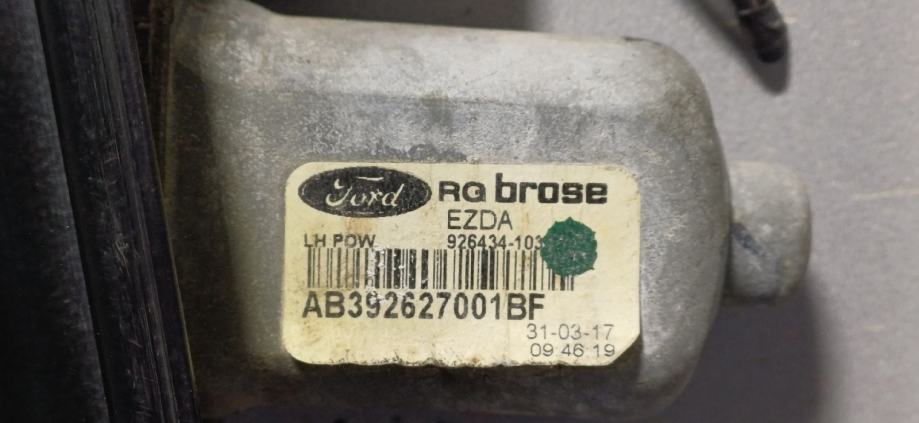 Ford RG brose
EZDA
LH POW 926434-103
AB392627001BF
31-03-17
09:46:19